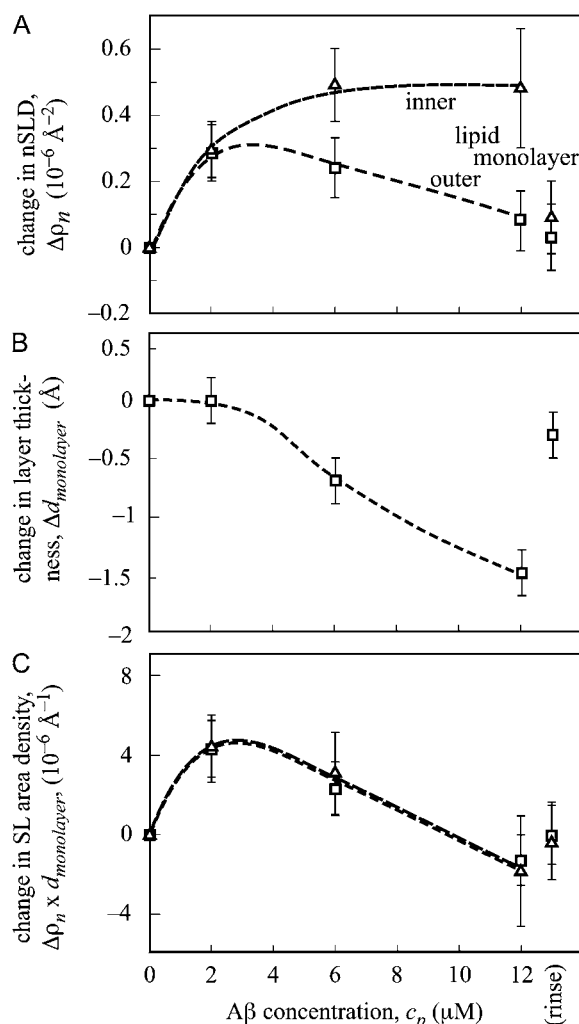 A
change in nSLD,
Δρn (10−6 Å−2)
0.6
0.4
0.2
0
−0.2
inner
lipid
monolayer
outer
B
change in layer thick-
ness, Δdmonolayer (Å)
0.5
0
−0.5
−1
−1.5
−2
C
change in SL area density,
Δρn x dmonolayer, (10−6 Å−1)
8
4
0
−4
0 2 4 6 8 10 12 (rinse)
Aβ concentration, cp (μM)